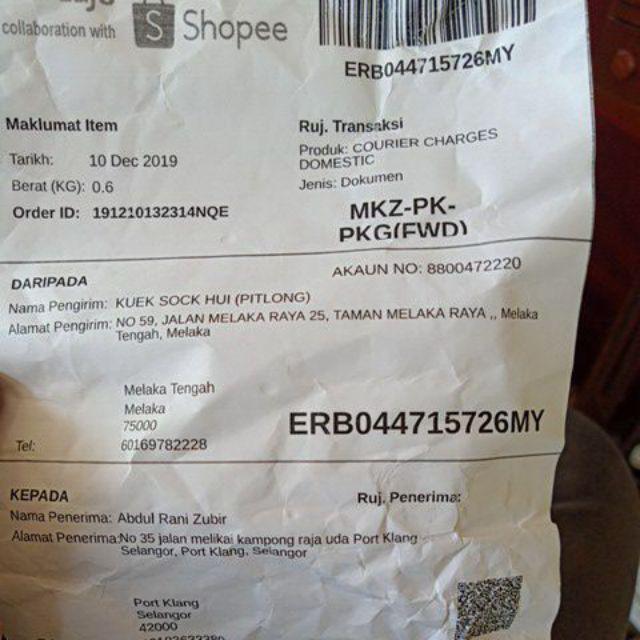 collaboration with Shopee
ERB044715726MY
Maklumat Item
Ruj. Transaksi
Tarikh: 10 Dec 2019
Produk: COURIER CHARGES
DOMESTIC
Berat (KG): 0.6
Jenis: Dokumen
Order ID: 191210132314NQE
MKZ-PK-
PKG(FWD)
DARIPADA
AKAUN NO: 8800472220
Nama Pengirim: KUEK SOCK HUI (PITLONG)
Alamat Pengirim: NO 59, JALAN MELAKA RAYA 25, TAMAN MELAKA RAYA ,, Melaka
Tengah, Melaka
Melaka Tengah
Melaka
75000
ERB044715726MY
Tel: 60169782228
KEPADA
Ruj. Penerima:
Nama Penerima: Abdul Rani Zubir
Alamat Penerima:No 35 jalan melikai kampong raja uda Port Klang
Selangor, Port Klang, Selangor
Port Klang
Selangor
42000